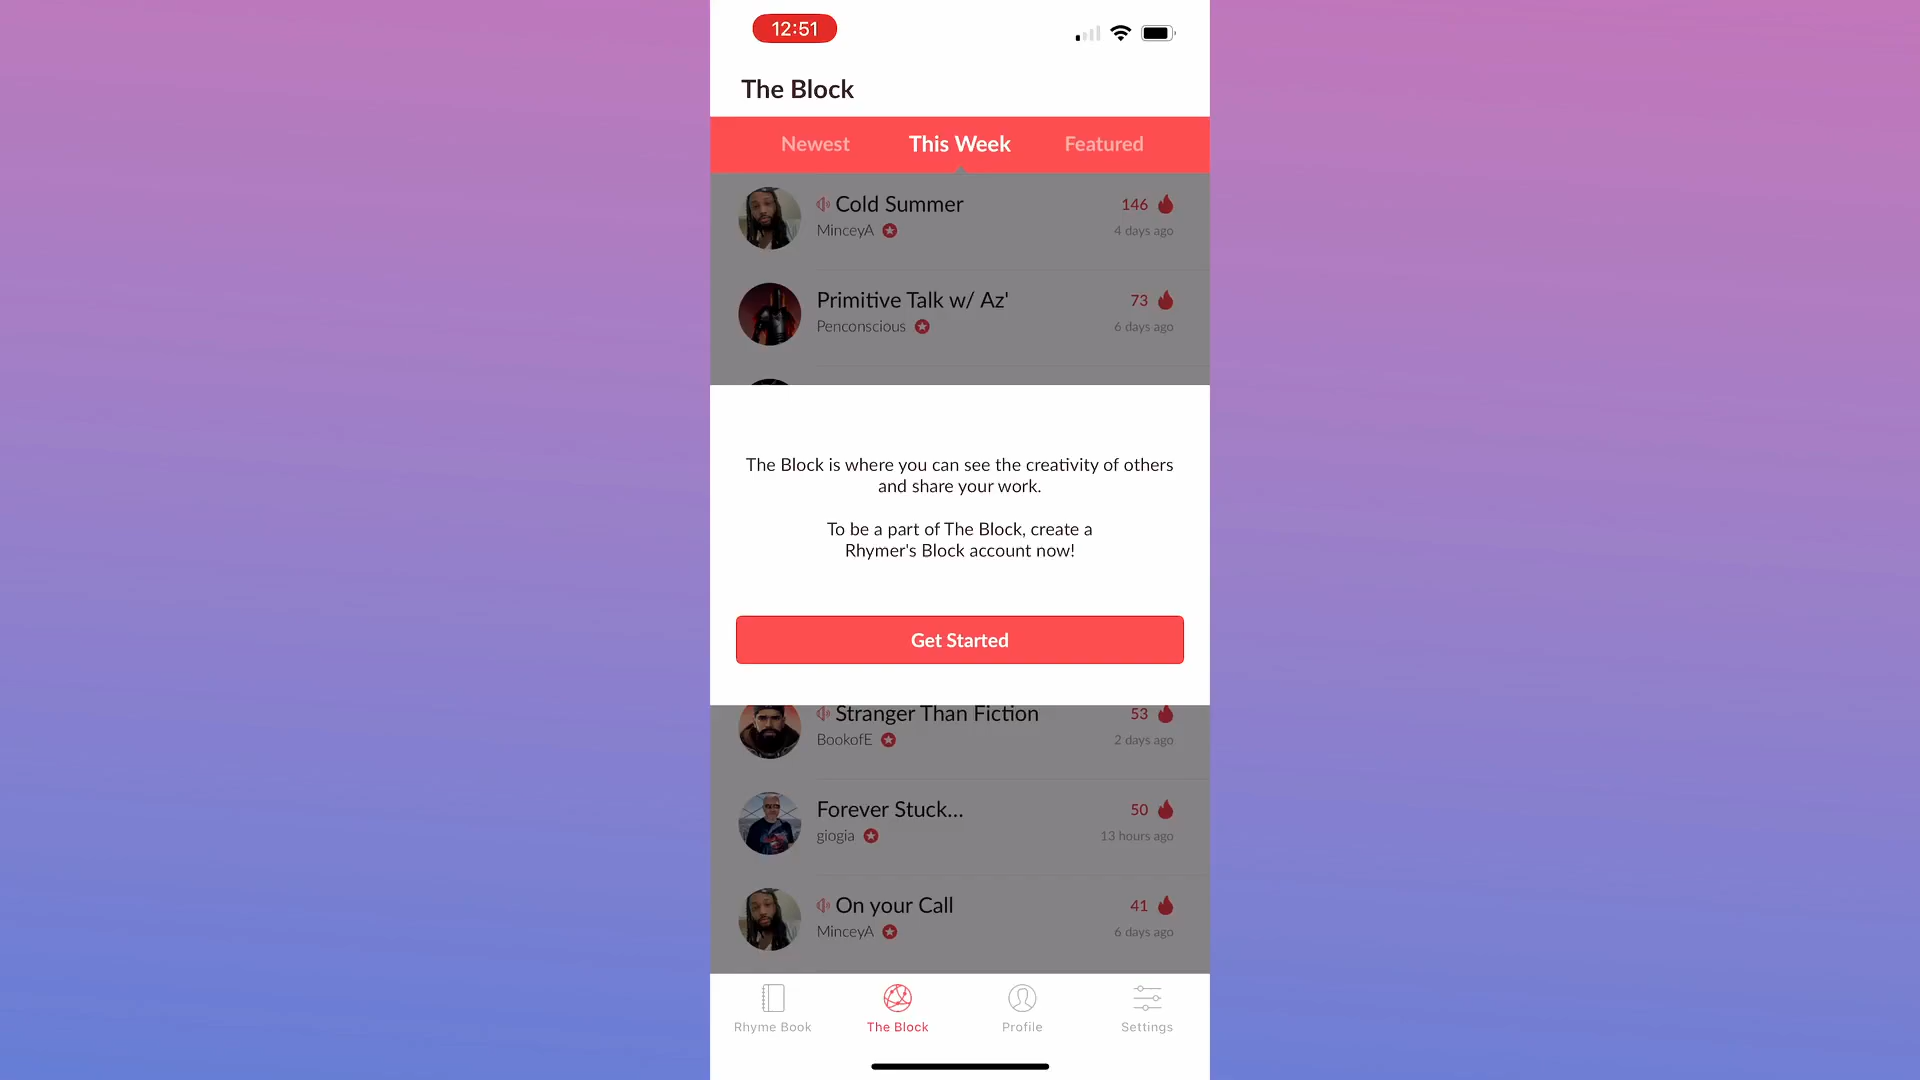 12:51
The Block
Newest This Week Featured
Cold Summer 146
MinceyA 4 days ago
Primitive Talk w/ Az' 73
Penconscious 6 days ago
The Block is where you can see the creativity of others
and share your work.
To be a part of The Block, create a
Rhymer's Block account now!
Get Started
Stranger Than Fiction 53
BookofE 2 days ago
Forever Stuck... 50
giogia 13 hours ago
On your Call 41
MinceyA 6 days ago
Rhyme Book The Block Profile Settings